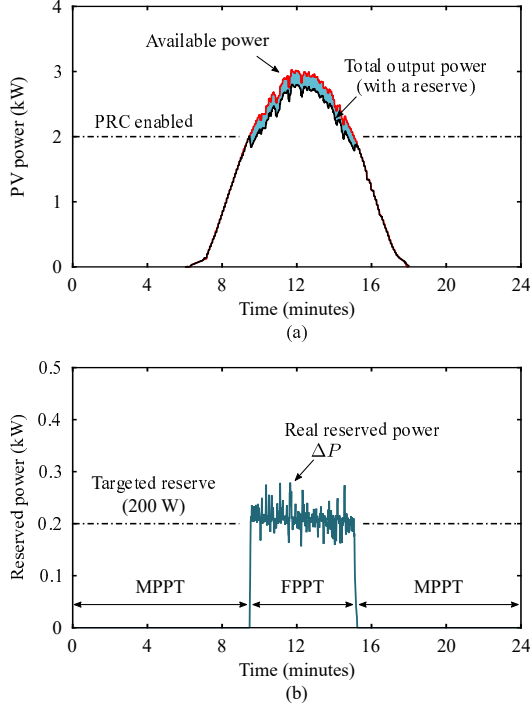 4
Available power
3
Total output power
(with a reserve)
PRC enabled
2
1
0
PV power (kW)
0 4 8 12 16 20 24
Time (minutes)
(a)
0.5
0.4
Real reserved power
ΔP
0.3
Targeted reserve
(200 W)
0.2
0.1
MPPT FPPT MPPT
0
Reserved power (kW)
0 4 8 12 16 20 24
Time (minutes)
(b)